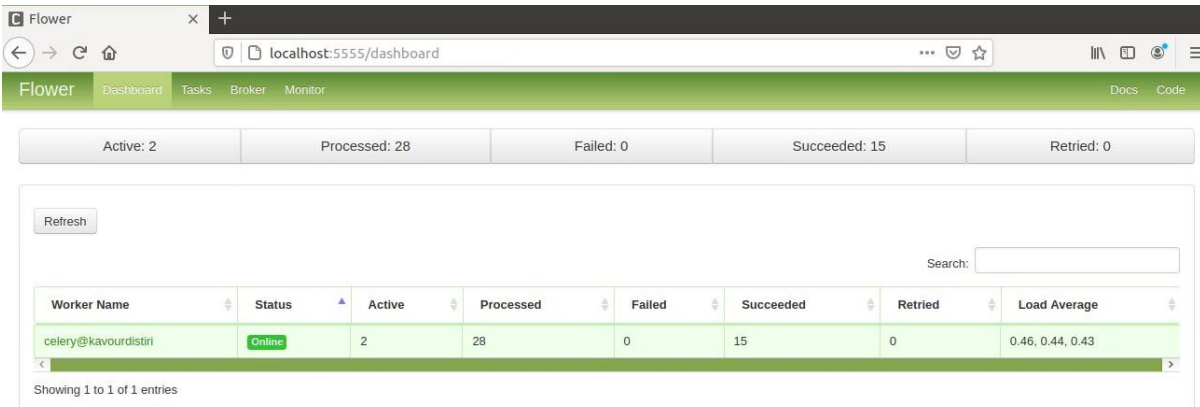 Flower
localhost:5555/dashboard
Flower Dashboard Tasks Broker Monitor Docs Code
Active: 2 Processed: 28 Failed: 0 Succeeded: 15 Retried: 0
Refresh
Search:
Worker Name Status Active Processed Failed Succeeded Retried Load Average
celery@kavourdistiri Online 2 28 0 15 0 0.46, 0.44, 0.43
Showing 1 to 1 of 1 entries